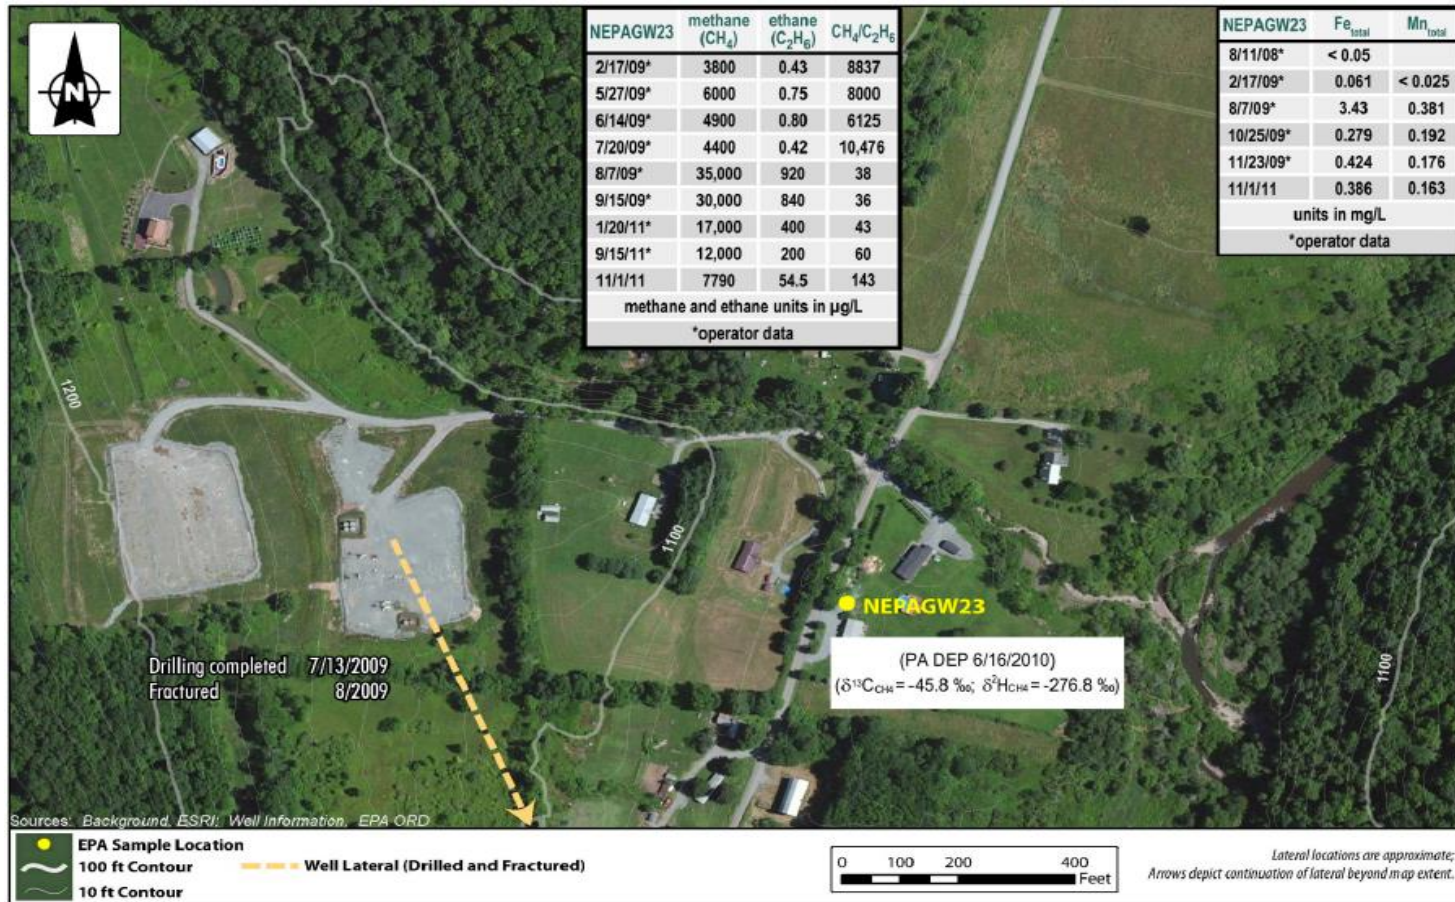 N
NEPAGW23 methane (CH₄) ethane (C₂H₆) CH₄/C₂H₆
2/17/09* 3800 0.43 8837
5/27/09* 6000 0.75 8000
6/14/09* 4900 0.80 6125
7/20/09* 4400 0.42 10,476
8/7/09* 35,000 920 38
9/15/09* 30,000 840 36
1/20/11* 17,000 400 43
9/15/11* 12,000 200 60
11/1/11 7790 54.5 143
methane and ethane units in µg/L
*operator data
NEPAGW23 Fe total Mn total
8/11/08* < 0.05
2/17/09* 0.061 < 0.025
8/7/09* 3.43 0.381
10/25/09* 0.279 0.192
11/23/09* 0.424 0.176
11/1/11 0.386 0.163
units in mg/L
*operator data
1200
1100
NEPAGW23
(PA DEP 6/16/2010)
(δ¹³C CH4 = -45.8 ‰; δ²H CH4 = -276.8 ‰)
1100
Drilling completed 7/13/2009
Fractured 8/2009
Sources: Background, ESRI; Well Information, EPA ORD
EPA Sample Location
100 ft Contour
10 ft Contour
Well Lateral (Drilled and Fractured)
0 100 200 400
Feet
Lateral locations are approximate;
Arrows depict continuation of lateral beyond map extent.